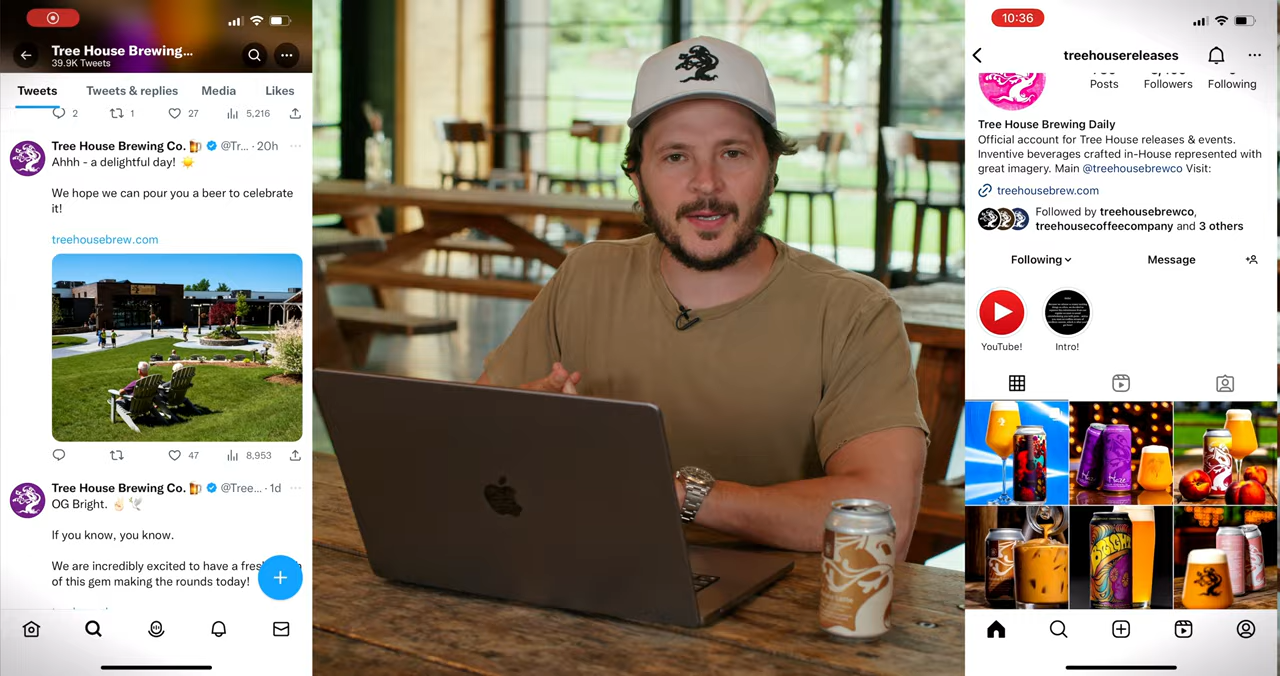 Tree House Brewing...
39.9K Tweets
Tweets
Tweets & replies
Media
Likes
2
1
27
5,216
Tree House Brewing Co. 🍻 @Tr... · 20h
Ahhh - a delightful day! ☀️
We hope we can pour you a beer to celebrate
it!
treehousebrew.com
47
8,953
Tree House Brewing Co. 🍻 @Tree... · 1d
OG Bright. ✌🏻🕊️
If you know, you know.
We are incredibly excited to have a
of this gem making the rounds today!
10:36
treehousereleases
Posts
Followers
Following
Tree House Brewing Daily
Official account for Tree House releases & events.
Inventive beverages crafted in-House represented with
great imagery. Main @treehousebrewco Visit:
treehousebrew.com
Followed by treehousebrewco,
treehousecoffeecompany and 3 others
Following
Message
YouTube!
Intro!
Haze
BRIGHT